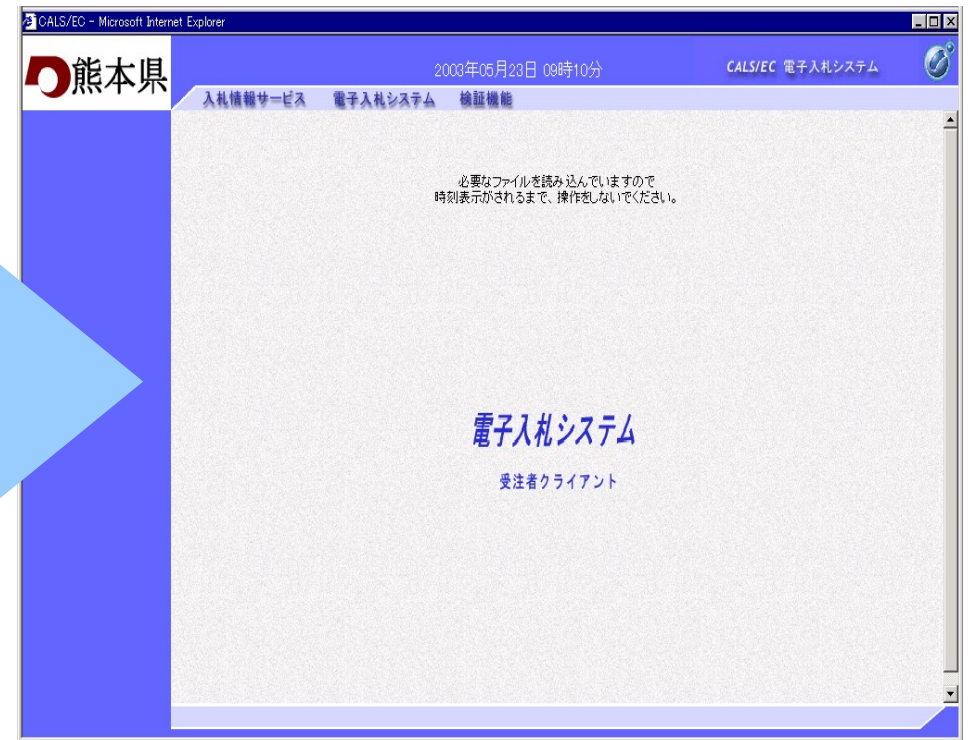 CALS/EC - Microsoft Internet Explorer
熊本県
2003年05月23日 09時10分
CALS/EC 電子入札システム
入札情報サービス 電子入札システム 検証機能
必要なファイルを読み込んでいますので
時刻表示がされるまで、操作をしないでください。
電子入札システム
受注者クライアント